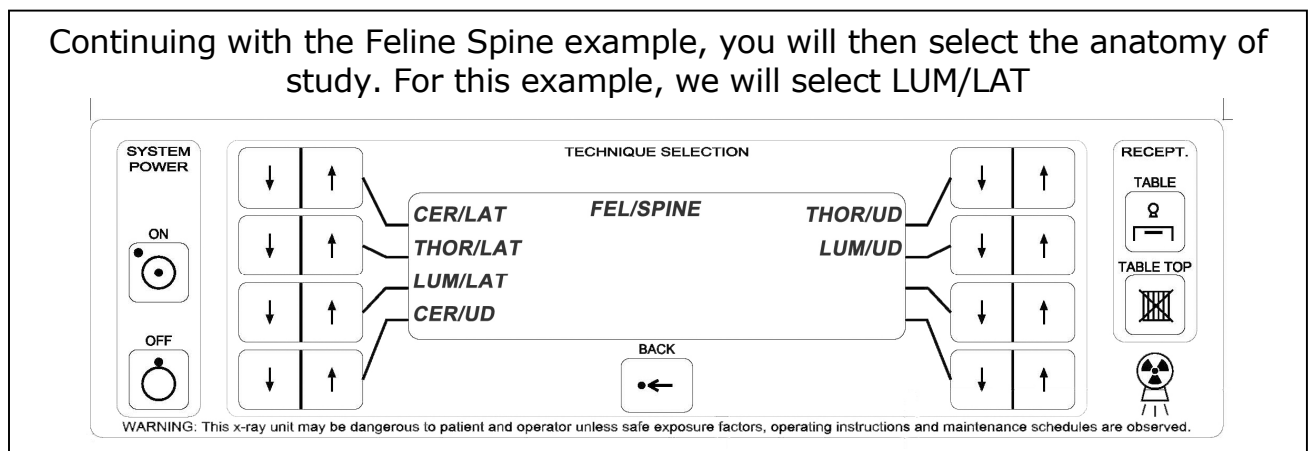 Continuing with the Feline Spine example, you will then select the anatomy of
study. For this example, we will select LUM/LAT
SYSTEM
POWER
ON
OFF
TECHNIQUE SELECTION
FEL/SPINE
CER/LAT
THOR/LAT
LUM/LAT
CER/UD
THOR/UD
LUM/UD
BACK
RECEPT.
TABLE
TABLE TOP
WARNING: This x-ray unit may be dangerous to patient and operator unless safe exposure factors, operating instructions and maintenance schedules are observed.